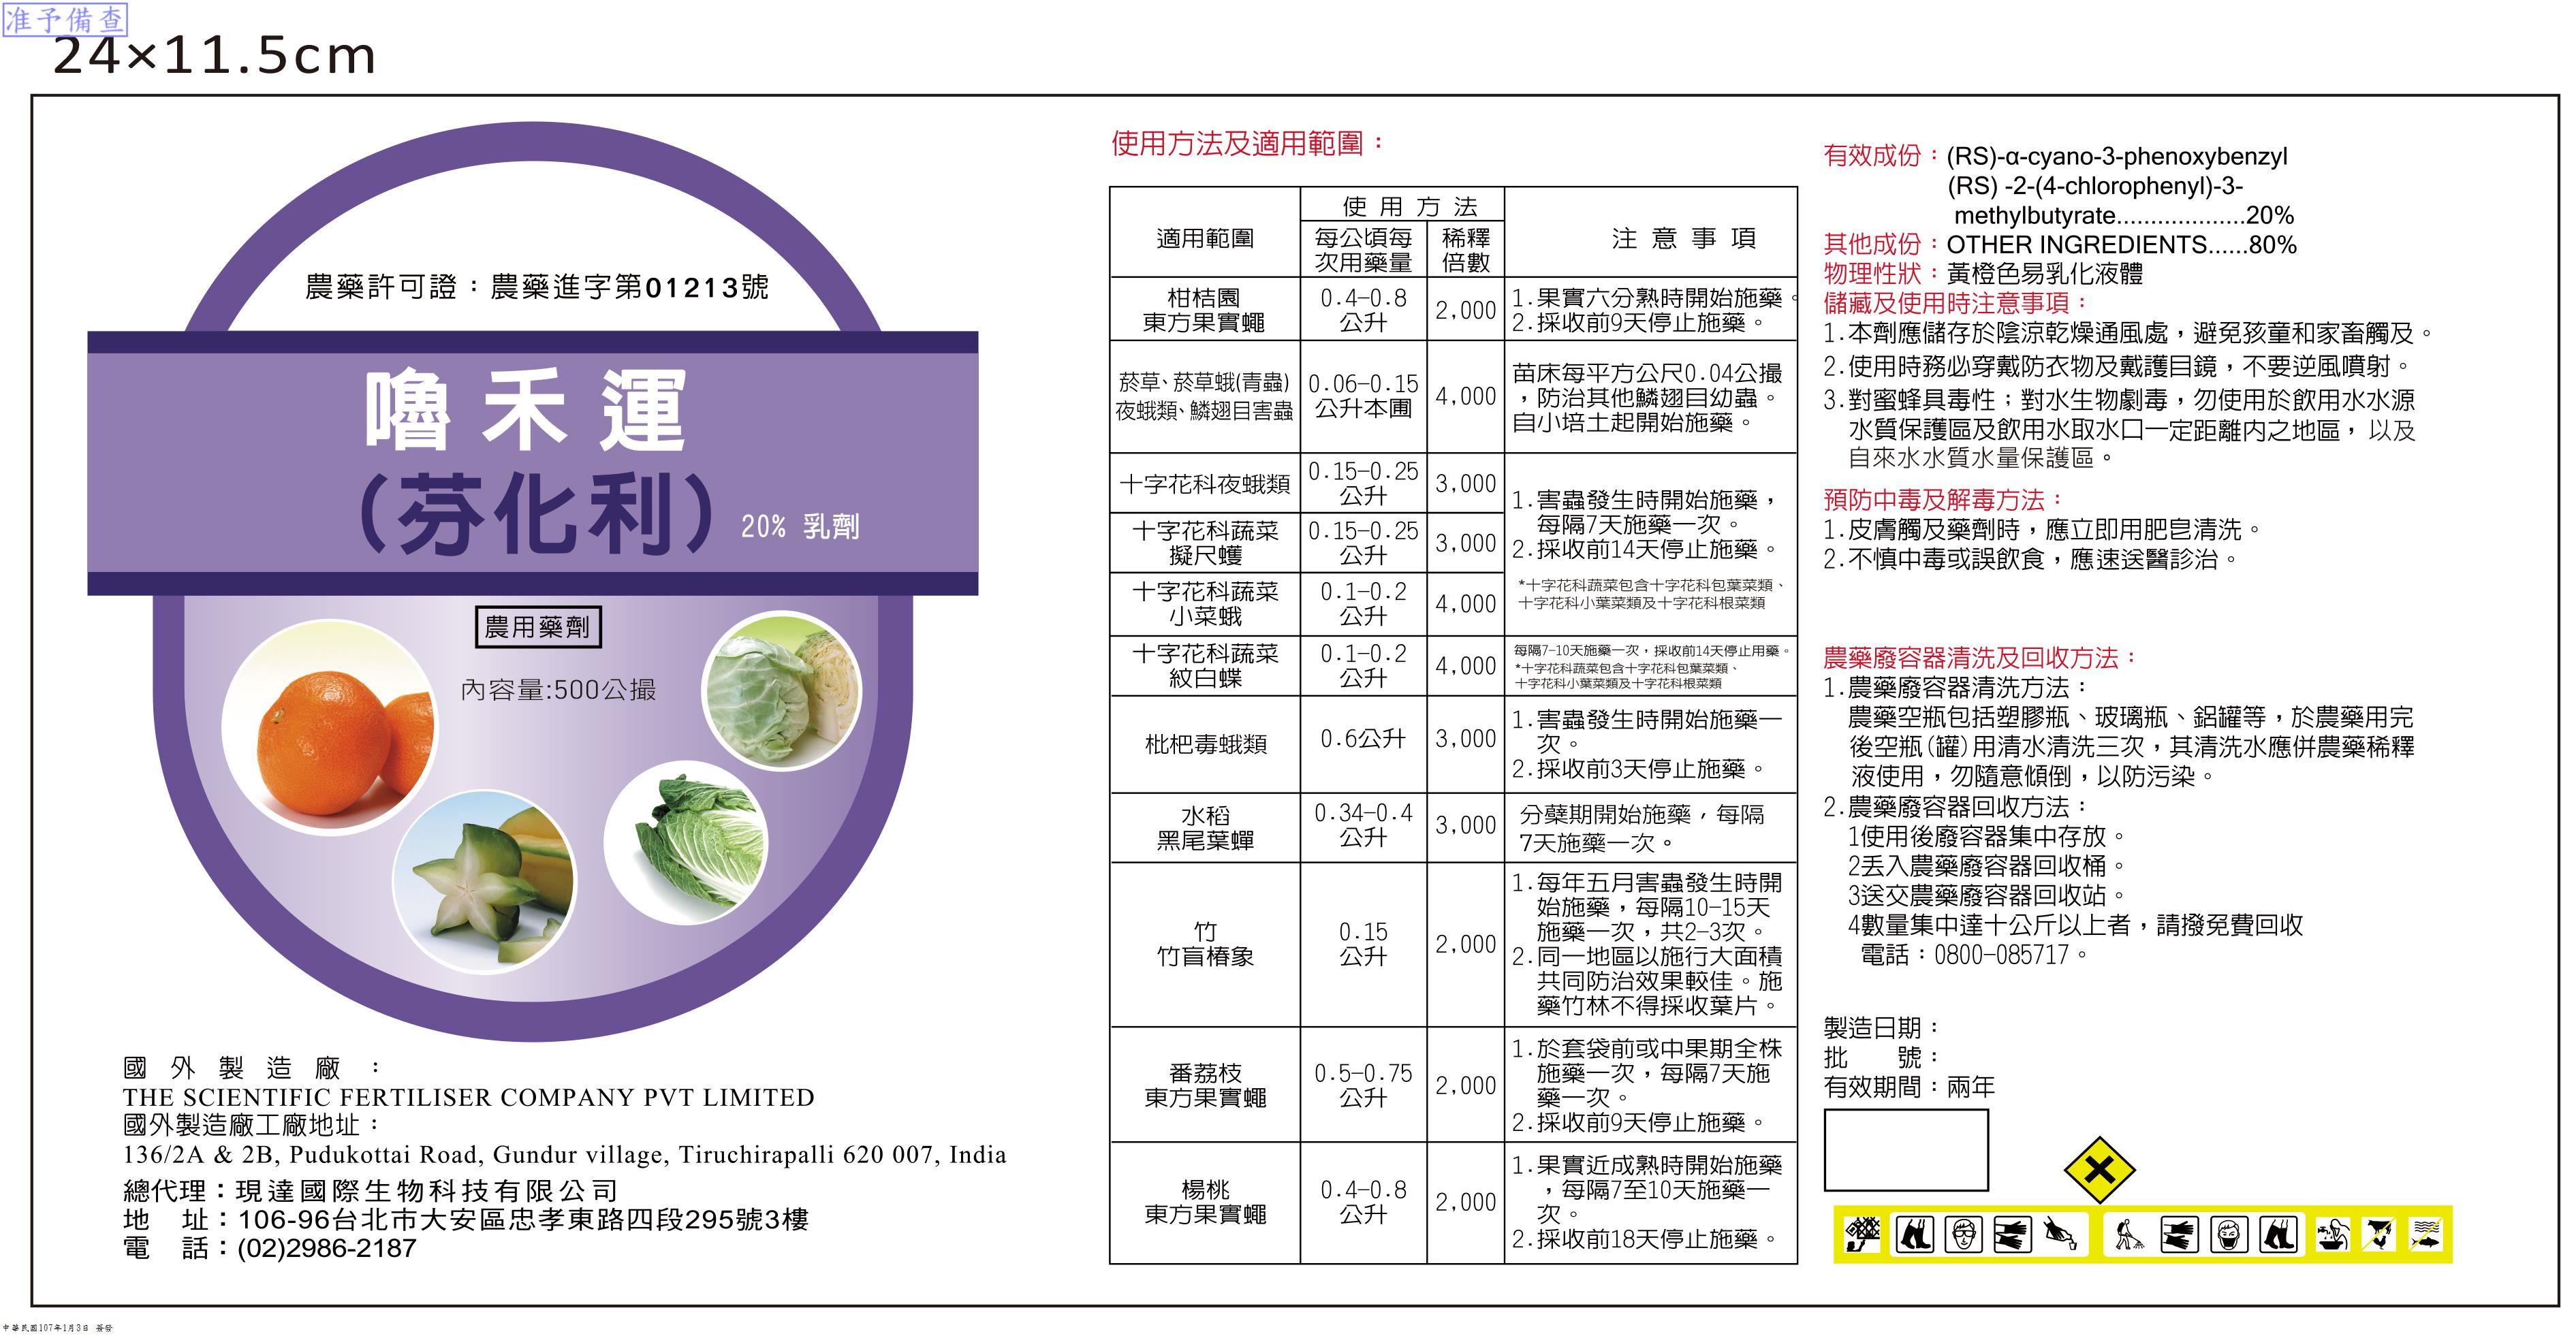 准予備查
24×11.5cm
農藥許可證：農藥進字第01213號
嚕禾運
(芬化利) 20% 乳劑
農用藥劑
內容量:500公撮
國外製造廠：
THE SCIENTIFIC FERTILISER COMPANY PVT LIMITED
國外製造廠工廠地址：
136/2A & 2B, Pudukottai Road, Gundur village, Tiruchirapalli 620 007, India
總代理：現達國際生物科技有限公司
地　址：106-96台北市大安區忠孝東路四段295號3樓
電　話：(02)2986-2187
使用方法及適用範圍：
適用範圍
使用方法
每公頃每
次用藥量
稀釋
倍數
注意事項
柑桔園
東方果實蠅
0.4-0.8
公升
2,000
1.果實六分熟時開始施藥。
2.採收前9天停止施藥。
菸草、菸草蛾(青蟲)
夜蛾類、鱗翅目害蟲
0.06-0.15
公升本圃
4,000
苗床每平方公尺0.04公撮
，防治其他鱗翅目幼蟲。
自小培土起開始施藥。
十字花科夜蛾類
0.15-0.25
公升
3,000
十字花科蔬菜
擬尺蠖
0.15-0.25
公升
3,000
十字花科蔬菜
小菜蛾
0.1-0.2
公升
4,000
1.害蟲發生時開始施藥，
每隔7天施藥一次。
2.採收前14天停止施藥。
*十字花科蔬菜包含十字花科包葉菜類、
十字花科小葉菜類及十字花科根菜類
十字花科蔬菜
紋白蝶
0.1-0.2
公升
4,000
每隔7-10天施藥一次，採收前14天停止用藥。
*十字花科蔬菜包含十字花科包葉菜類、
十字花科小葉菜類及十字花科根菜類
枇杷毒蛾類
0.6公升
3,000
1.害蟲發生時開始施藥一
次。
2.採收前3天停止施藥。
水稻
黑尾葉蟬
0.34-0.4
公升
3,000
分蘗期開始施藥，每隔
7天施藥一次。
竹
竹盲椿象
0.15
公升
2,000
1.每年五月害蟲發生時開
始施藥，每隔10-15天
施藥一次，共2-3次。
2.同一地區以施行大面積
共同防治效果較佳。施
藥竹林不得採收葉片。
番荔枝
東方果實蠅
0.5-0.75
公升
2,000
1.於套袋前或中果期全株
施藥一次，每隔7天施
藥一次。
2.採收前9天停止施藥。
楊桃
東方果實蠅
0.4-0.8
公升
2,000
1.果實近成熟時開始施藥
，每隔7至10天施藥一
次。
2.採收前18天停止施藥。
有效成份：(RS)-α-cyano-3-phenoxybenzyl
(RS) -2-(4-chlorophenyl)-3-
methylbutyrate...................20%
其他成份：OTHER INGREDIENTS......80%
物理性狀：黃橙色易乳化液體
儲藏及使用時注意事項：
1.本劑應儲存於陰涼乾燥通風處，避免孩童和家畜觸及。
2.使用時務必穿戴防衣物及戴護目鏡，不要逆風噴射。
3.對蜜蜂具毒性；對水生物劇毒，勿使用於飲用水水源
水質保護區及飲用水取水口一定距離內之地區，以及
自來水水質水量保護區。
預防中毒及解毒方法：
1.皮膚觸及藥劑時，應立即用肥皂清洗。
2.不慎中毒或誤飲食，應速送醫診治。
農藥廢容器清洗及回收方法：
1.農藥廢容器清洗方法：
農藥空瓶包括塑膠瓶、玻璃瓶、鋁罐等，於農藥用完
後空瓶(罐)用清水清洗三次，其清洗水應併農藥稀釋
液使用，勿隨意傾倒，以防污染。
2.農藥廢容器回收方法：
1使用後廢容器集中存放。
2丟入農藥廢容器回收桶。
3送交農藥廢容器回收站。
4數量集中達十公斤以上者，請撥免費回收
電話：0800-085717。
製造日期：
批　　號：
有效期間：兩年
中華民國107年1月3日 簽發